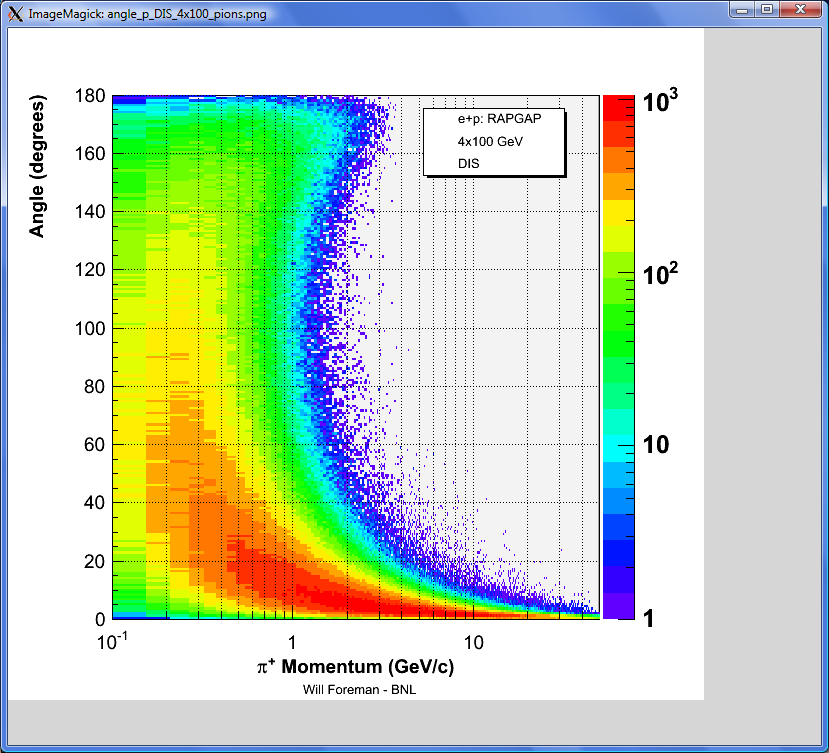 ImageMagick: angle_p_DIS_4x100_pions.png
e+p: RAPGAP
4x100 GeV
DIS
Angle (degrees)
180
160
140
120
100
80
60
40
20
0
10⁻¹
1
10
π⁺ Momentum (GeV/c)
Will Foreman - BNL
10³
10²
10
1